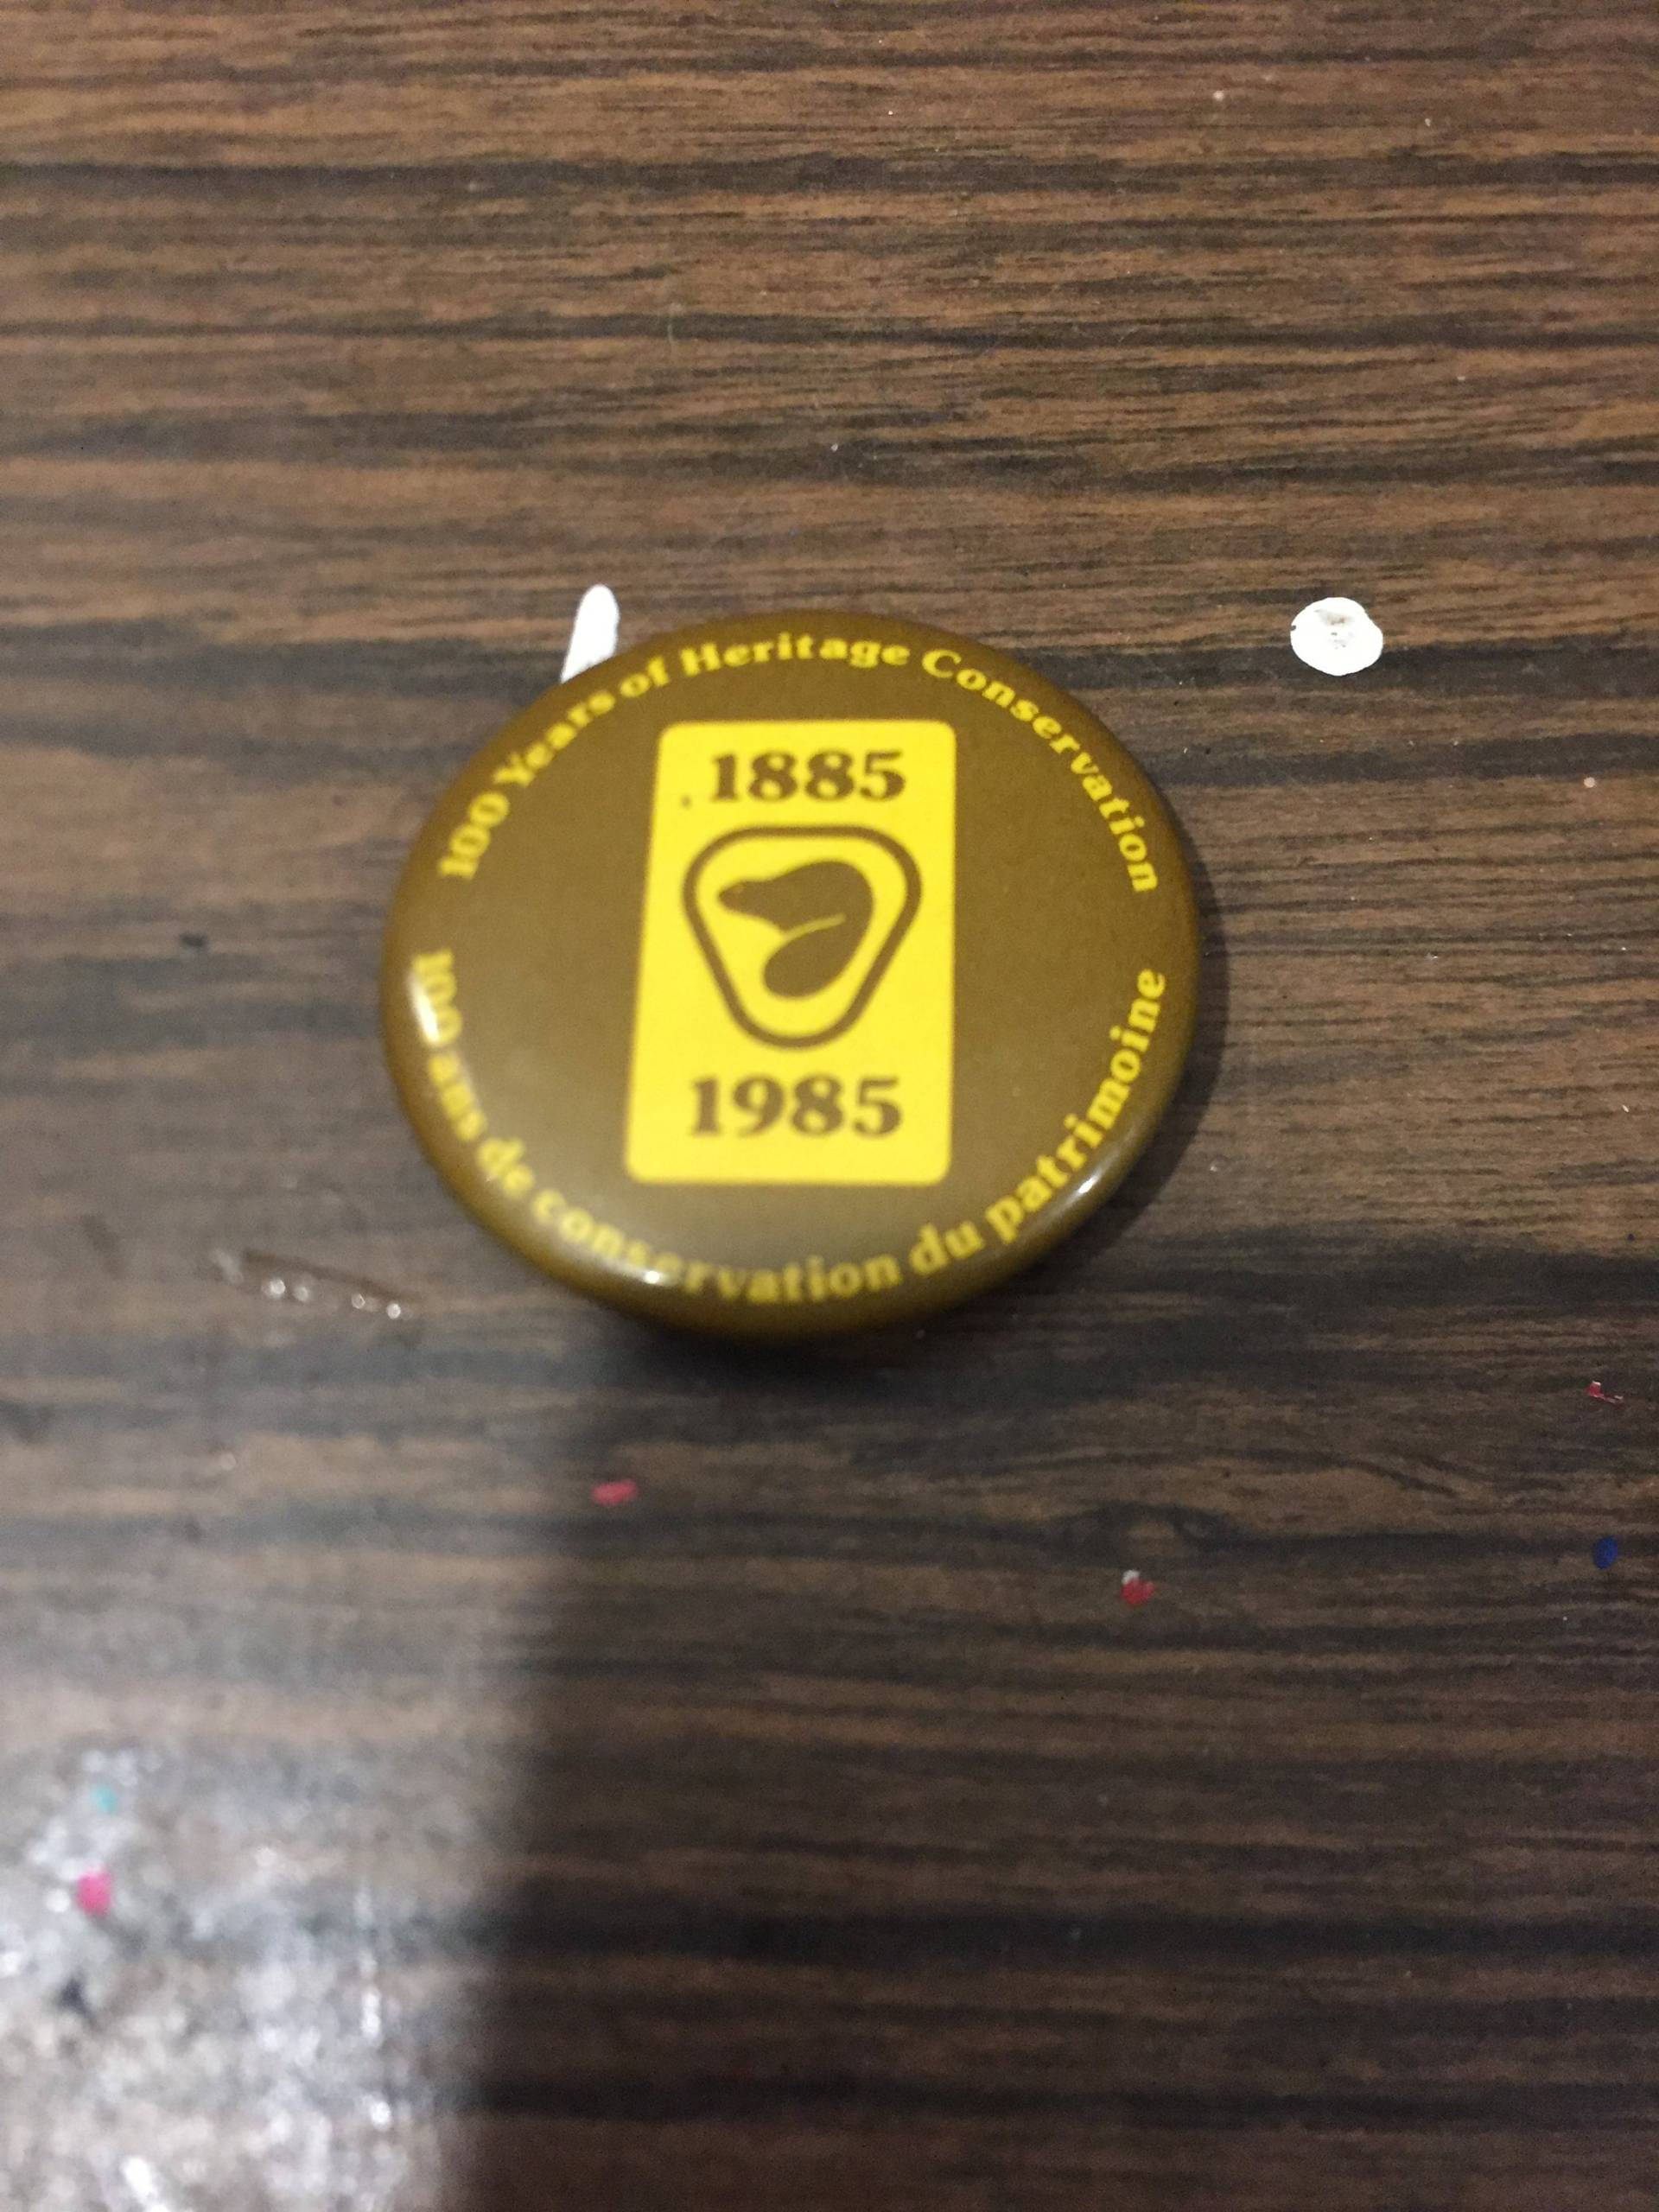 100 Years of Heritage Conservation
1885
1985
100 ans de conservation du patrimoine